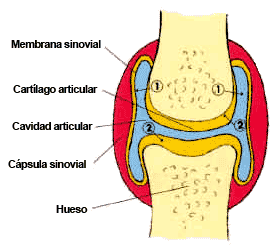 Membrana sinovial
Cartílago articular
Cavidad articular
Cápsula sinovial
Hueso
1 1
2 2